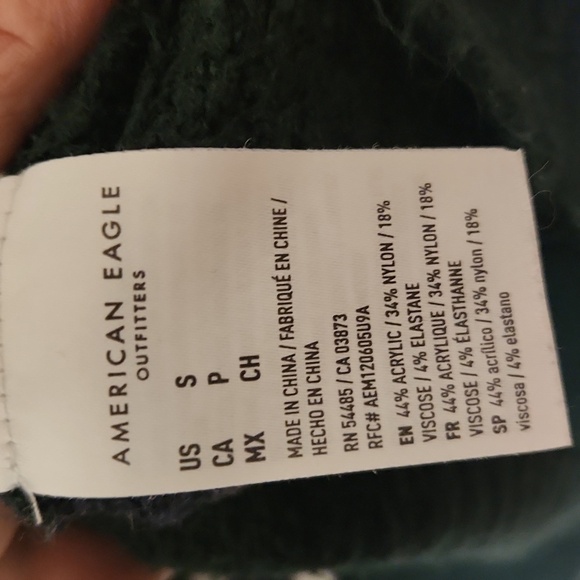 AMERICAN EAGLE
OUTFITTERS
US S
CA P
MX CH
MADE IN CHINA / FABRIQUÉ EN CHINE /
HECHO EN CHINA
RN 54485 / CA 03873
RFC# AEM120605U9A
EN 44% ACRYLIC / 34% NYLON / 18%
VISCOSE / 4% ELASTANE
FR 44% ACRYLIQUE / 34% NYLON / 18%
VISCOSE / 4% ÉLASTHANNE
SP 44% acrílico / 34% nylon / 18%
viscosa / 4% elastano